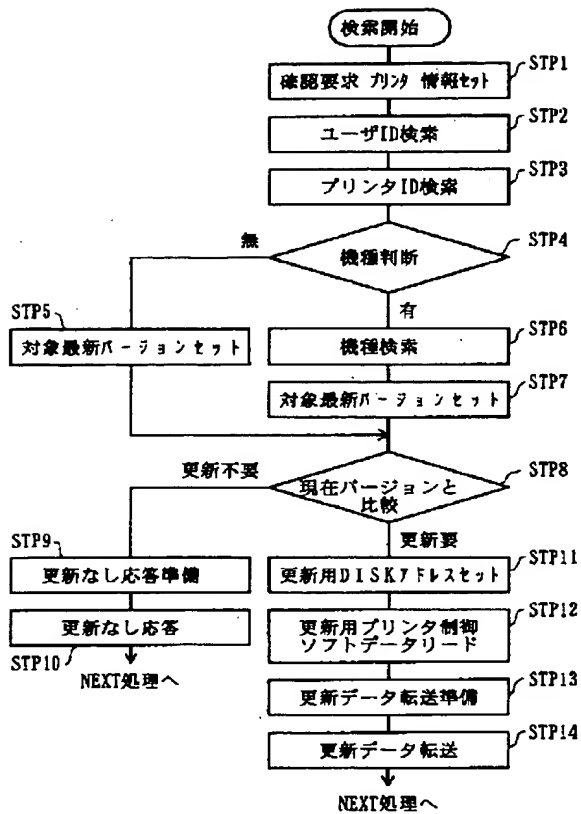 検索開始
STP1
確認要求 プリンタ 情報セット
STP2
ユーザID検索
STP3
プリンタID検索
STP4
無
機種判断
有
STP5
対象最新バージョンセット
STP6
機種検索
STP7
対象最新バージョンセット
STP8
更新不要
現在バージョンと
比較
更新要
STP9
更新なし応答準備
STP11
更新用DISKアドレスセット
STP10
更新なし応答
STP12
更新用プリンタ制御
ソフトデータリード
NEXT処理へ
STP13
更新データ転送準備
STP14
更新データ転送
NEXT処理へ